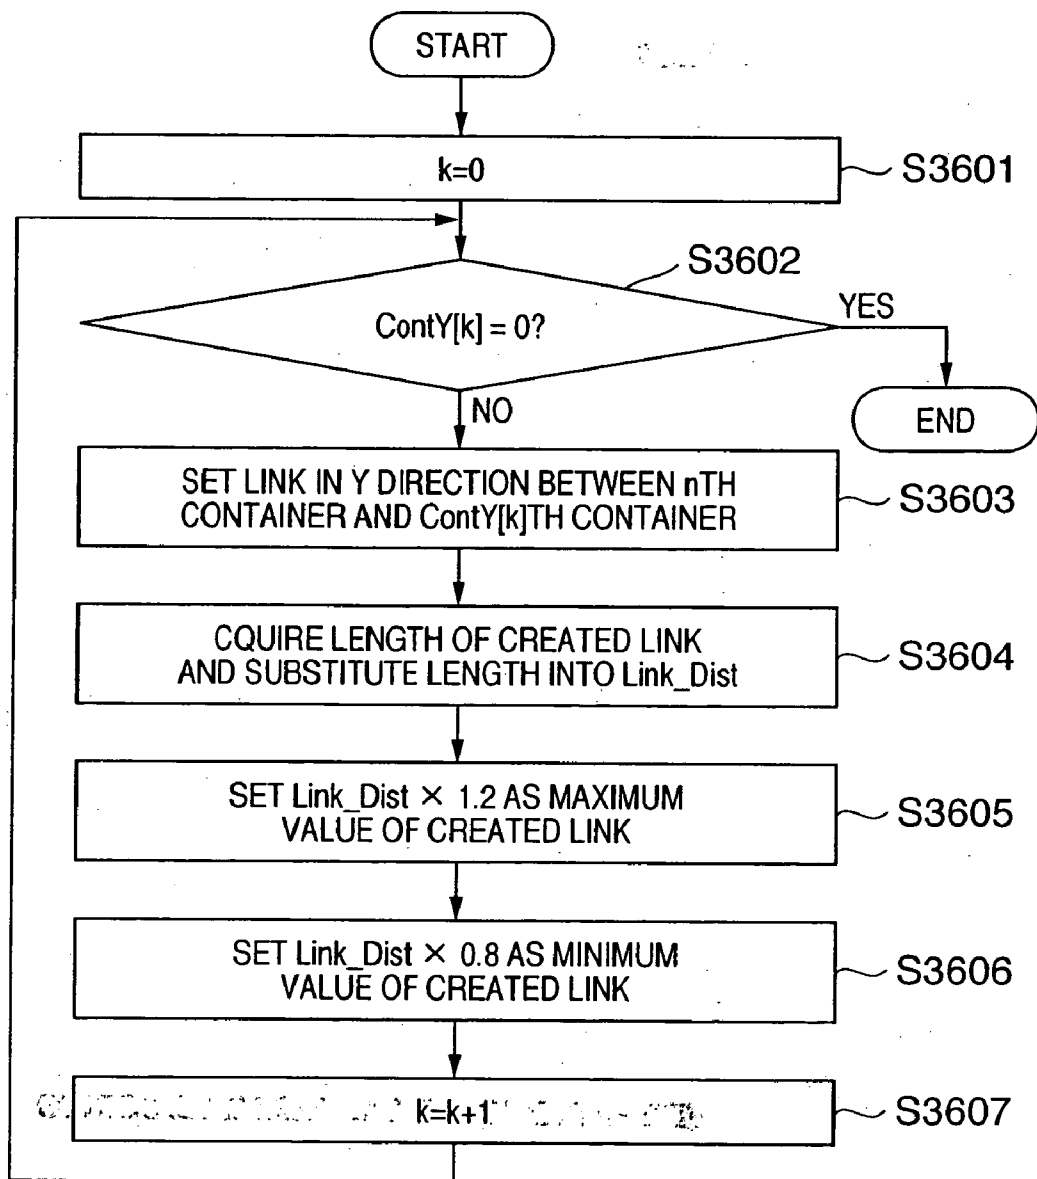 START
k=0
S3601
S3602
ContY[k] = 0?
YES
END
NO
SET LINK IN Y DIRECTION BETWEEN nTH
CONTAINER AND ContY[k]TH CONTAINER
S3603
CQUIRE LENGTH OF CREATED LINK
AND SUBSTITUTE LENGTH INTO Link_Dist
S3604
SET Link_Dist × 1.2 AS MAXIMUM
VALUE OF CREATED LINK
S3605
SET Link_Dist × 0.8 AS MINIMUM
VALUE OF CREATED LINK
S3606
k=k+1
S3607